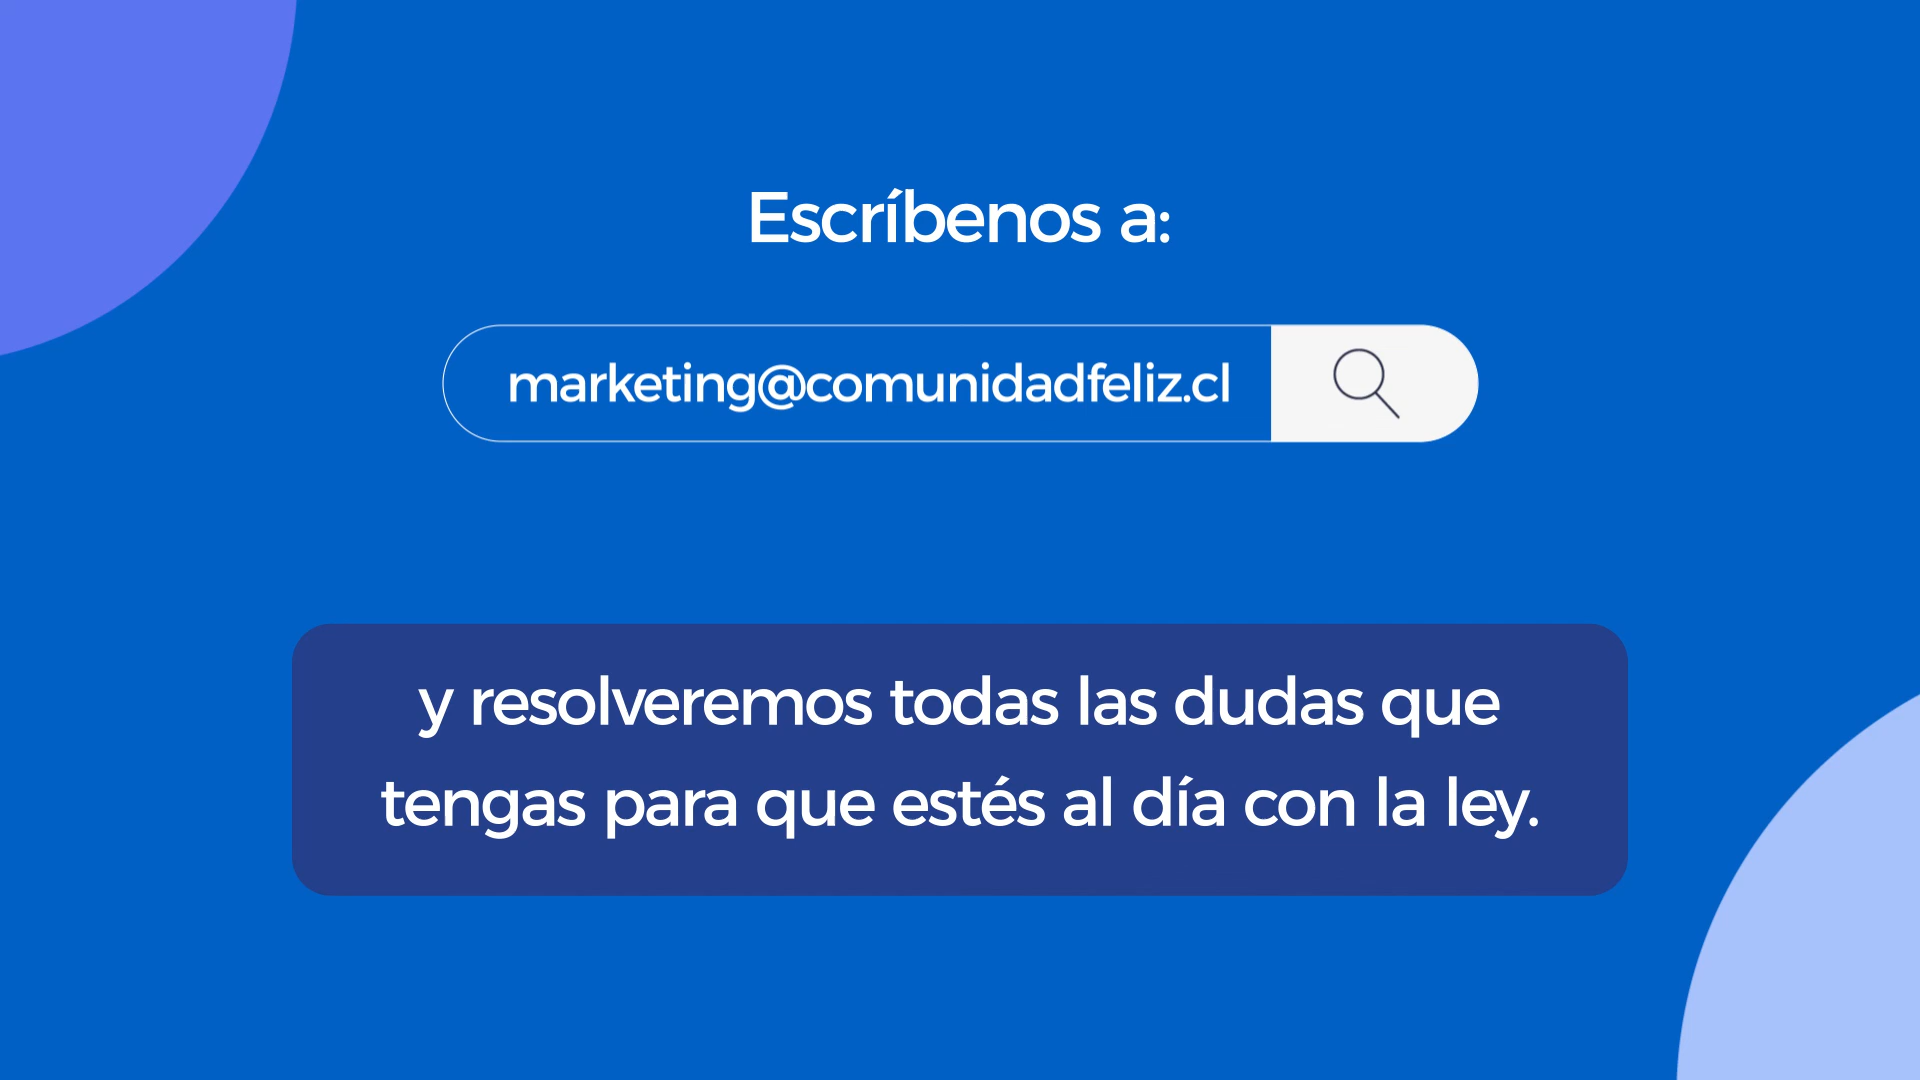 Escríbenos a:
marketing@comunidadfeliz.cl
y resolveremos todas las dudas que
tengas para que estés al día con la ley.